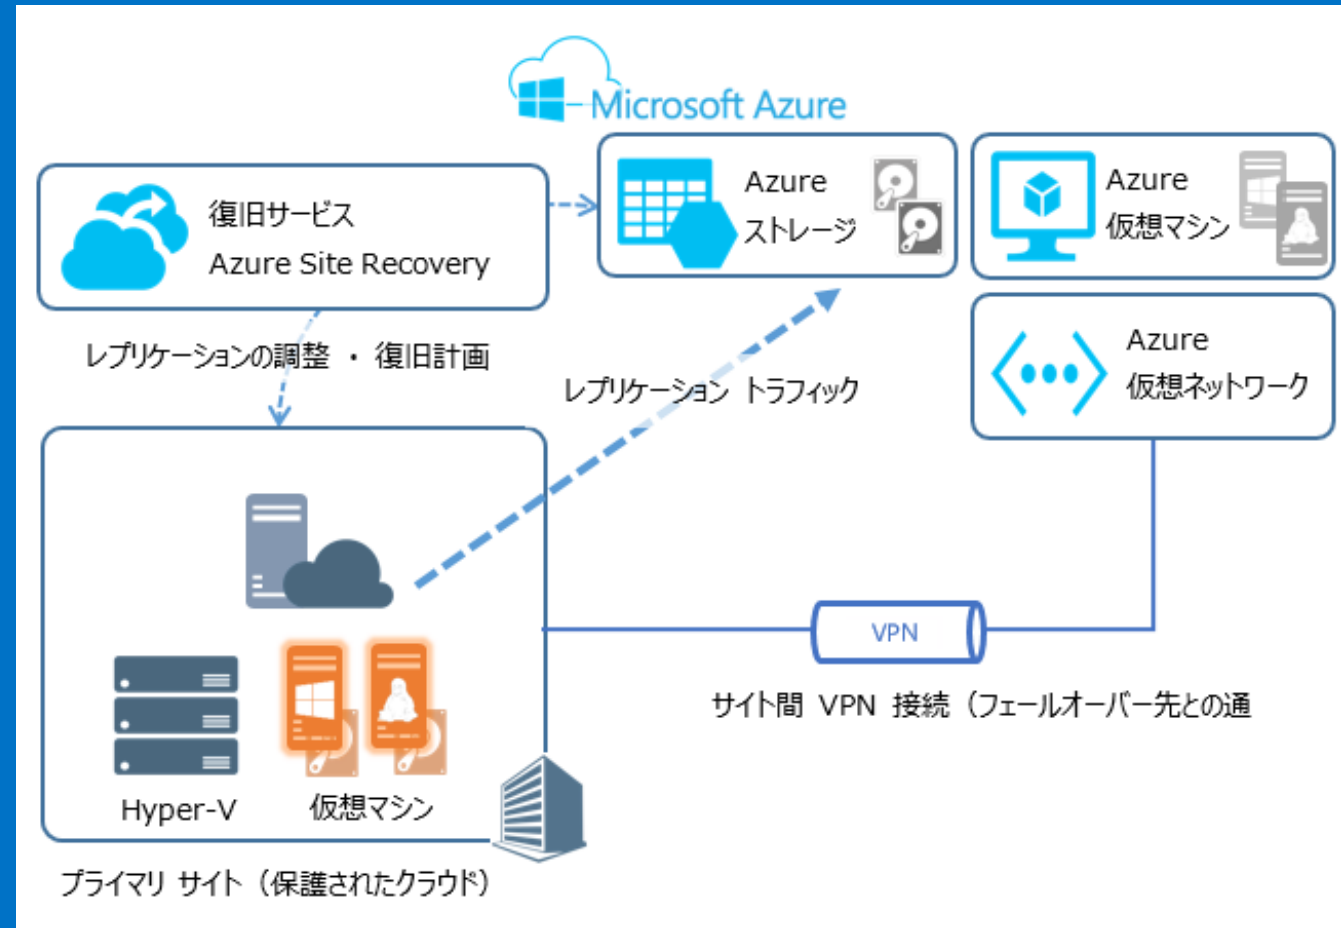 Microsoft Azure
復旧サービス
Azure Site Recovery
Azure
ストレージ
Azure
仮想マシン
Azure
仮想ネットワーク
レプリケーションの調整 ・ 復旧計画
レプリケーション トラフィック
VPN
サイト間 VPN 接続（フェールオーバー先との通
Hyper-V
仮想マシン
プライマリ サイト（保護されたクラウド）